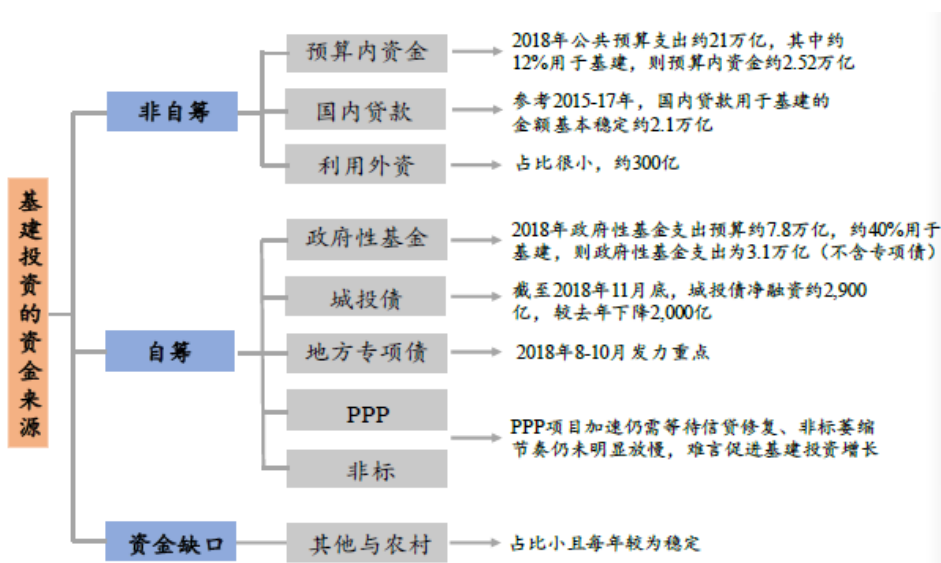 基建投资的资金来源
非自筹
预算内资金
2018年公共预算支出约21万亿，其中约
12%用于基建，则预算内资金约2.52万亿
国内贷款
参考2015-17年，国内贷款用于基建的
金额基本稳定约2.1万亿
利用外资
占比很小，约300亿
自筹
政府性基金
2018年政府性基金支出预算约7.8万亿，约40%用于
基建，则政府性基金支出为3.1万亿（不含专项债）
城投债
截至2018年11月底，城投债净融资约2,900
亿，较去年下降2,000亿
地方专项债
2018年8-10月发力重点
PPP
非标
PPP项目加速仍需等待信贷修复、非标萎缩
节奏仍未明显放慢，难言促进基建投资增长
资金缺口
其他与农村
占比小且每年较为稳定